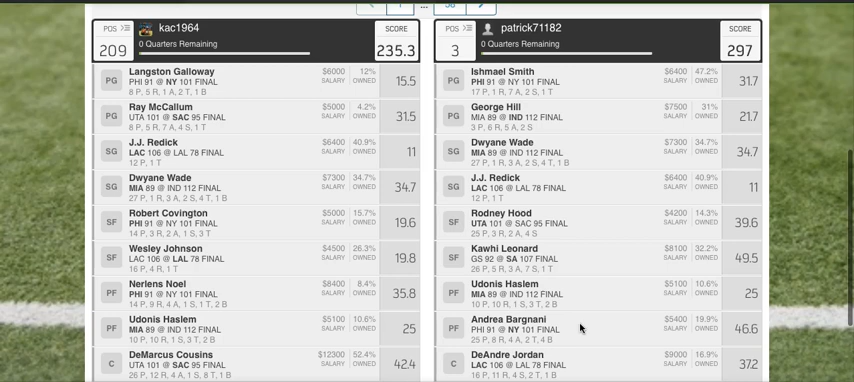 1 ... 58
POS
209
kac1964
0 Quarters Remaining
SCORE
235.3
PG Langston Galloway $6000 12% 15.5
PHI 91 @ NY 101 FINAL SALARY OWNED
8 P, 5 R, 1 A, 2 T, 1 B
PG Ray McCallum $5000 4.2% 31.5
UTA 101 @ SAC 95 FINAL SALARY OWNED
8 P, 5 R, 7 A, 4 S, 1 T
SG J.J. Redick $6400 40.9% 11
LAC 106 @ LAL 78 FINAL SALARY OWNED
12 P, 1 T
SG Dwyane Wade $7300 34.7% 34.7
MIA 89 @ IND 112 FINAL SALARY OWNED
27 P, 1 R, 3 A, 2 S, 4 T, 1 B
SF Robert Covington $5000 15.7% 19.6
PHI 91 @ NY 101 FINAL SALARY OWNED
14 P, 3 R, 2 A, 1 S, 3 T
SF Wesley Johnson $4500 26.3% 19.8
LAC 106 @ LAL 78 FINAL SALARY OWNED
16 P, 4 R, 1 T
PF Nerlens Noel $8400 8.4% 35.8
PHI 91 @ NY 101 FINAL SALARY OWNED
14 P, 9 R, 4 A, 1 S, 1 T, 2 B
PF Udonis Haslem $5100 10.6% 25
MIA 89 @ IND 112 FINAL SALARY OWNED
10 P, 10 R, 1 S, 3 T, 2 B
C DeMarcus Cousins $12300 52.4% 42.4
UTA 101 @ SAC 95 FINAL SALARY OWNED
26 P, 12 R, 4 A, 1 S, 8 T, 1 B
POS
3
patrick71182
0 Quarters Remaining
SCORE
297
PG Ishmael Smith $6400 47.2% 31.7
PHI 91 @ NY 101 FINAL SALARY OWNED
17 P, 1 R, 7 A, 2 S, 1 T
PG George Hill $7500 31% 21.7
MIA 89 @ IND 112 FINAL SALARY OWNED
3 P, 6 R, 5 A, 2 S
SG Dwyane Wade $7300 34.7% 34.7
MIA 89 @ IND 112 FINAL SALARY OWNED
27 P, 1 R, 3 A, 2 S, 4 T, 1 B
SG J.J. Redick $6400 40.9% 11
LAC 106 @ LAL 78 FINAL SALARY OWNED
12 P, 1 T
SF Rodney Hood $4200 14.3% 39.6
UTA 101 @ SAC 95 FINAL SALARY OWNED
25 P, 3 R, 2 A, 4 S
SF Kawhi Leonard $8100 32.2% 49.5
GS 92 @ SA 107 FINAL SALARY OWNED
26 P, 5 R, 3 A, 7 S, 1 T
PF Udonis Haslem $5100 10.6% 25
MIA 89 @ IND 112 FINAL SALARY OWNED
10 P, 10 R, 1 S, 3 T, 2 B
PF Andrea Bargnani $5400 19.9% 46.6
PHI 91 @ NY 101 FINAL SALARY OWNED
25 P, 8 R, 4 A, 2 T, 4 B
C DeAndre Jordan $9000 16.9% 37.2
LAC 106 @ LAL 78 FINAL SALARY OWNED
16 P, 11 R, 4 S, 2 T, 1 B